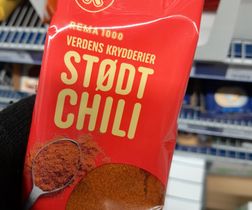 REMA 1000
VERDENS KRYDDERIER
STØDT
CHILI